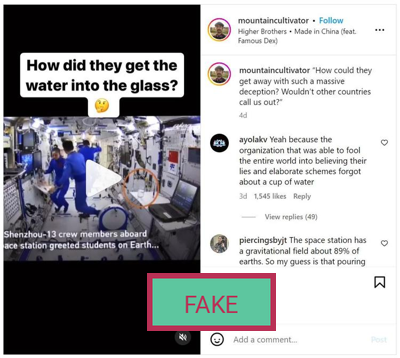 mountaincultivator • Follow
Higher Brothers • Made in China (feat.
Famous Dex)
How did they get the
water into the glass?
🤔
Shenzhou-13 crew members aboard
ace station greeted students on Earth...
mountaincultivator "How could they
get away with such a massive
deception? Wouldn't other countries
call us out?"
4d
ayolakv Yeah because the
organization that was able to fool
the entire world into believing their
lies and elaborate schemes forgot
about a cup of water
3d 1,545 likes Reply
View replies (49)
piercingsbyjt The space station has
a gravitational field about 89% of
earths. So my guess is that pouring
FAKE
Add a comment...
Post